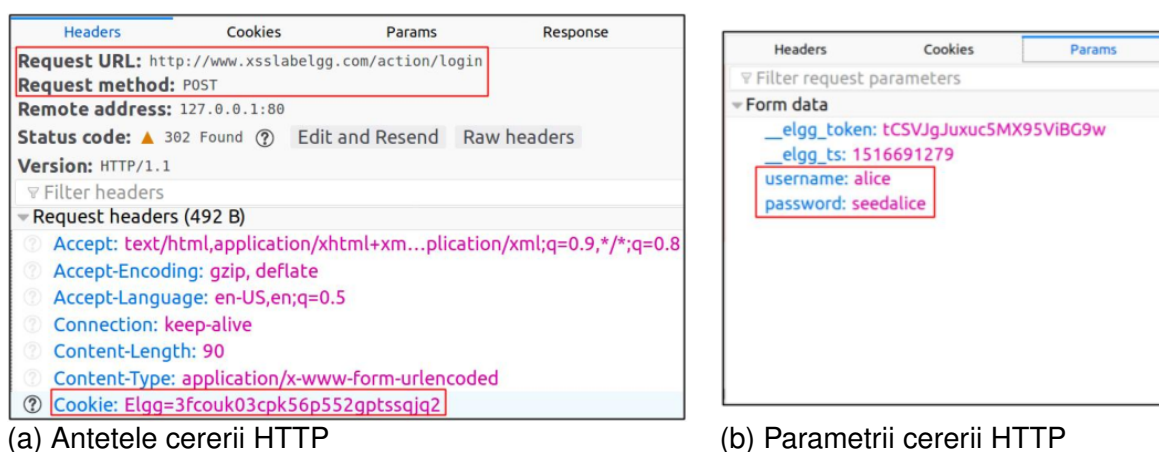 Headers Cookies Params Response
Request URL: http://www.xsslabelgg.com/action/login
Request method: POST
Remote address: 127.0.0.1:80
Status code: 302 Found Edit and Resend Raw headers
Version: HTTP/1.1
Filter headers
Request headers (492 B)
Accept: text/html,application/xhtml+xm…plication/xml;q=0.9,*/*;q=0.8
Accept-Encoding: gzip, deflate
Accept-Language: en-US,en;q=0.5
Connection: keep-alive
Content-Length: 90
Content-Type: application/x-www-form-urlencoded
Cookie: Elgg=3fcouk03cpk56p552gptssqjq2
(a) Antetele cererii HTTP
Headers Cookies Params
Filter request parameters
Form data
__elgg_token: tCSVJgJuxuc5MX95ViBG9w
__elgg_ts: 1516691279
username: alice
password: seedalice
(b) Parametrii cererii HTTP